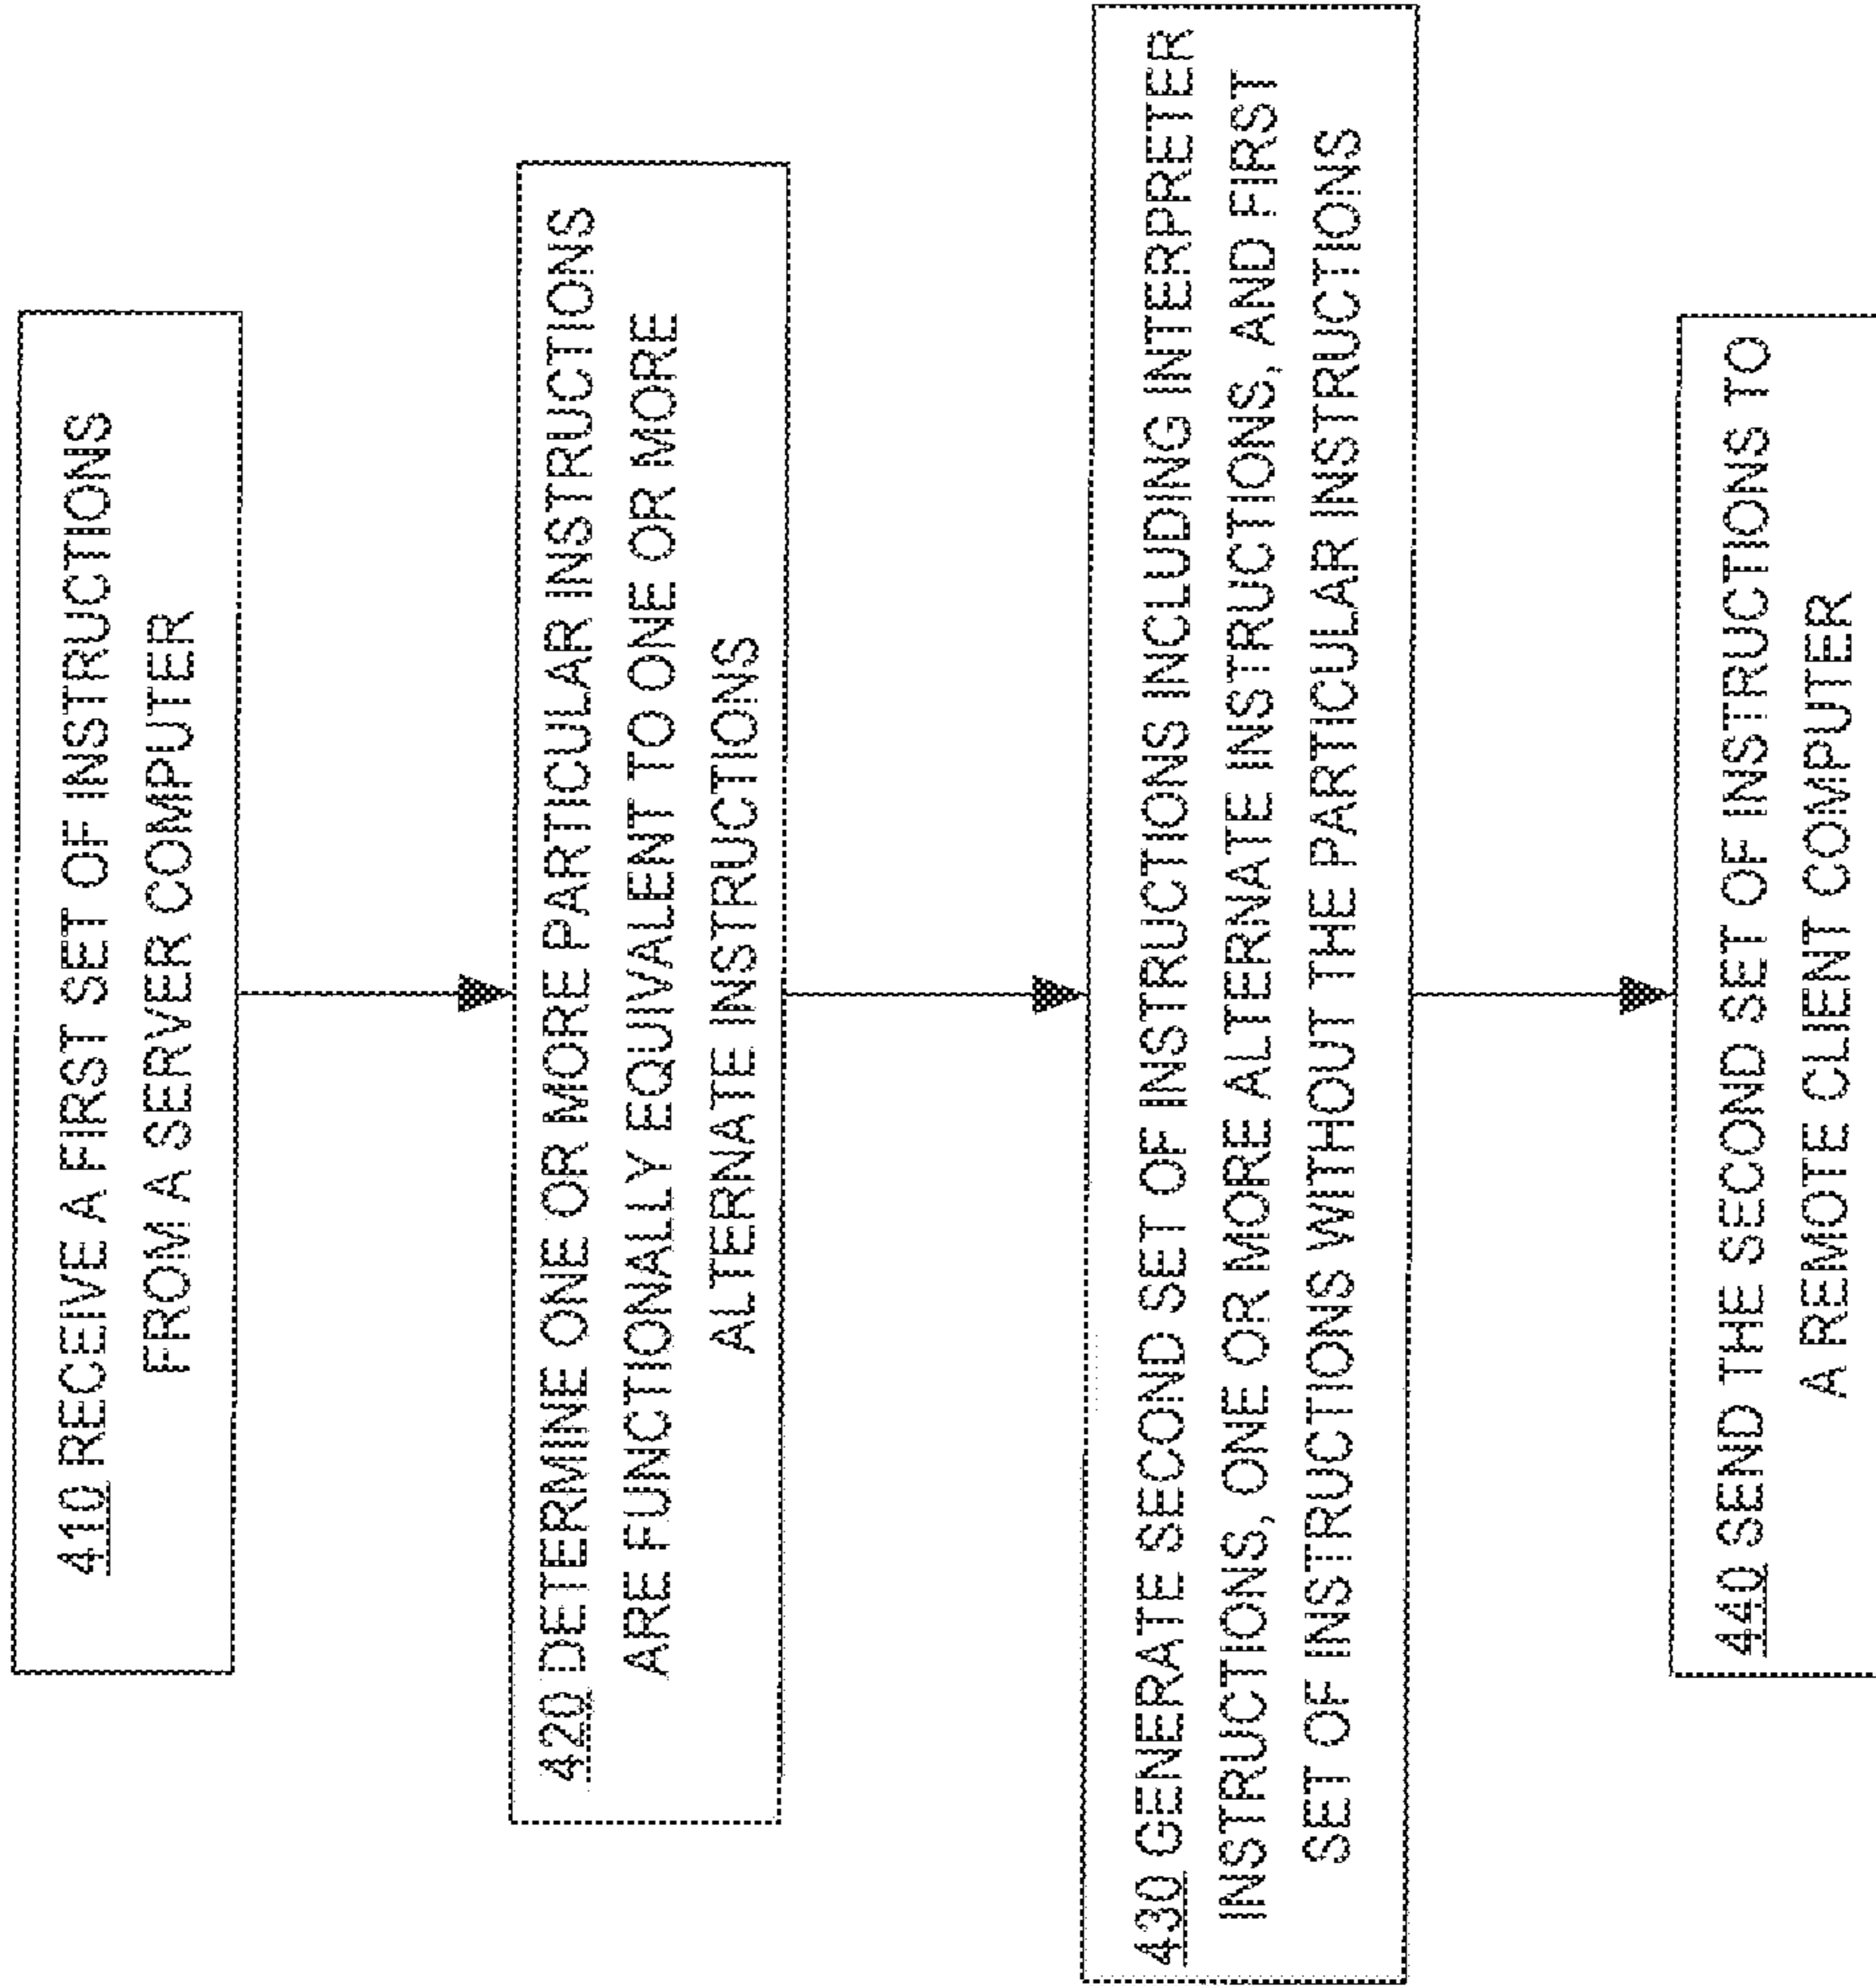 410 RECEIVE A FIRST SET OF INSTRUCTIONS
FROM A SERVER COMPUTER
420 DETERMINE ONE OR MORE PARTICULAR INSTRUCTIONS
ARE FUNCTIONALLY EQUIVALENT TO ONE OR MORE
ALTERNATE INSTRUCTIONS
430 GENERATE SECOND SET OF INSTRUCTIONS INCLUDING INTERPRETER
INSTRUCTIONS, ONE OR MORE ALTERNATE INSTRUCTIONS, AND FIRST
SET OF INSTRUCTIONS WITHOUT THE PARTICULAR INSTRUCTIONS
440 SEND THE SECOND SET OF INSTRUCTIONS TO
A REMOTE CLIENT COMPUTER